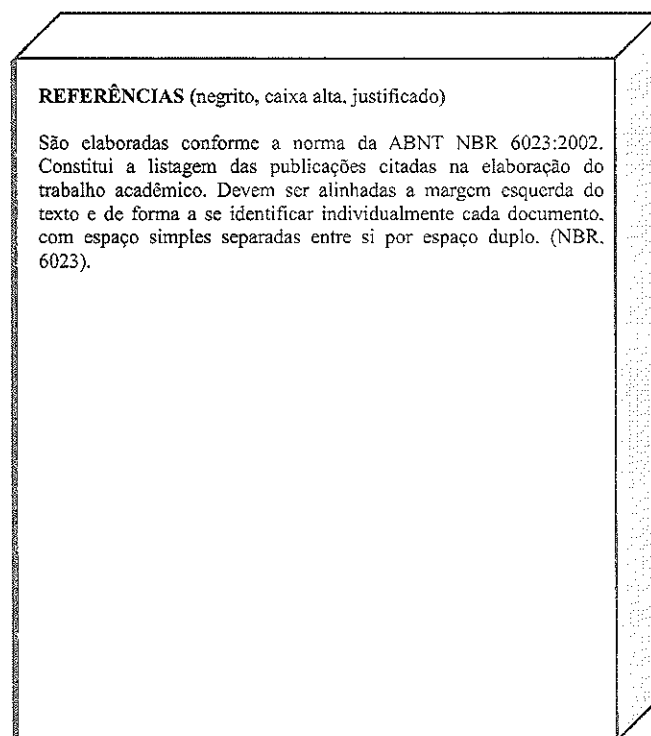 REFERÊNCIAS (negrito, caixa alta, justificado)
São elaboradas conforme a norma da ABNT NBR 6023:2002.
Constitui a listagem das publicações citadas na elaboração do
trabalho acadêmico. Devem ser alinhadas a margem esquerda do
texto e de forma a se identificar individualmente cada documento,
com espaço simples separadas entre si por espaço duplo. (NBR,
6023).